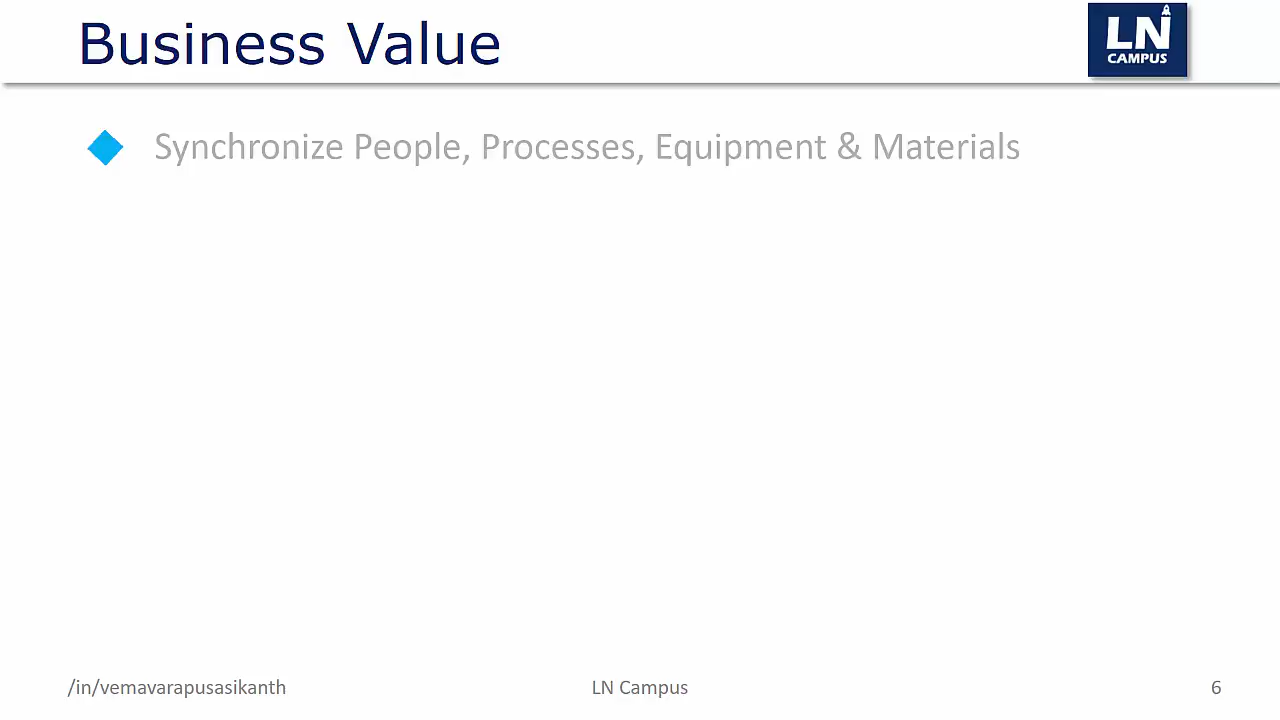 Business Value
LN
CAMPUS
Synchronize People, Processes, Equipment & Materials
/in/vemavarapusasikanth
LN Campus
6